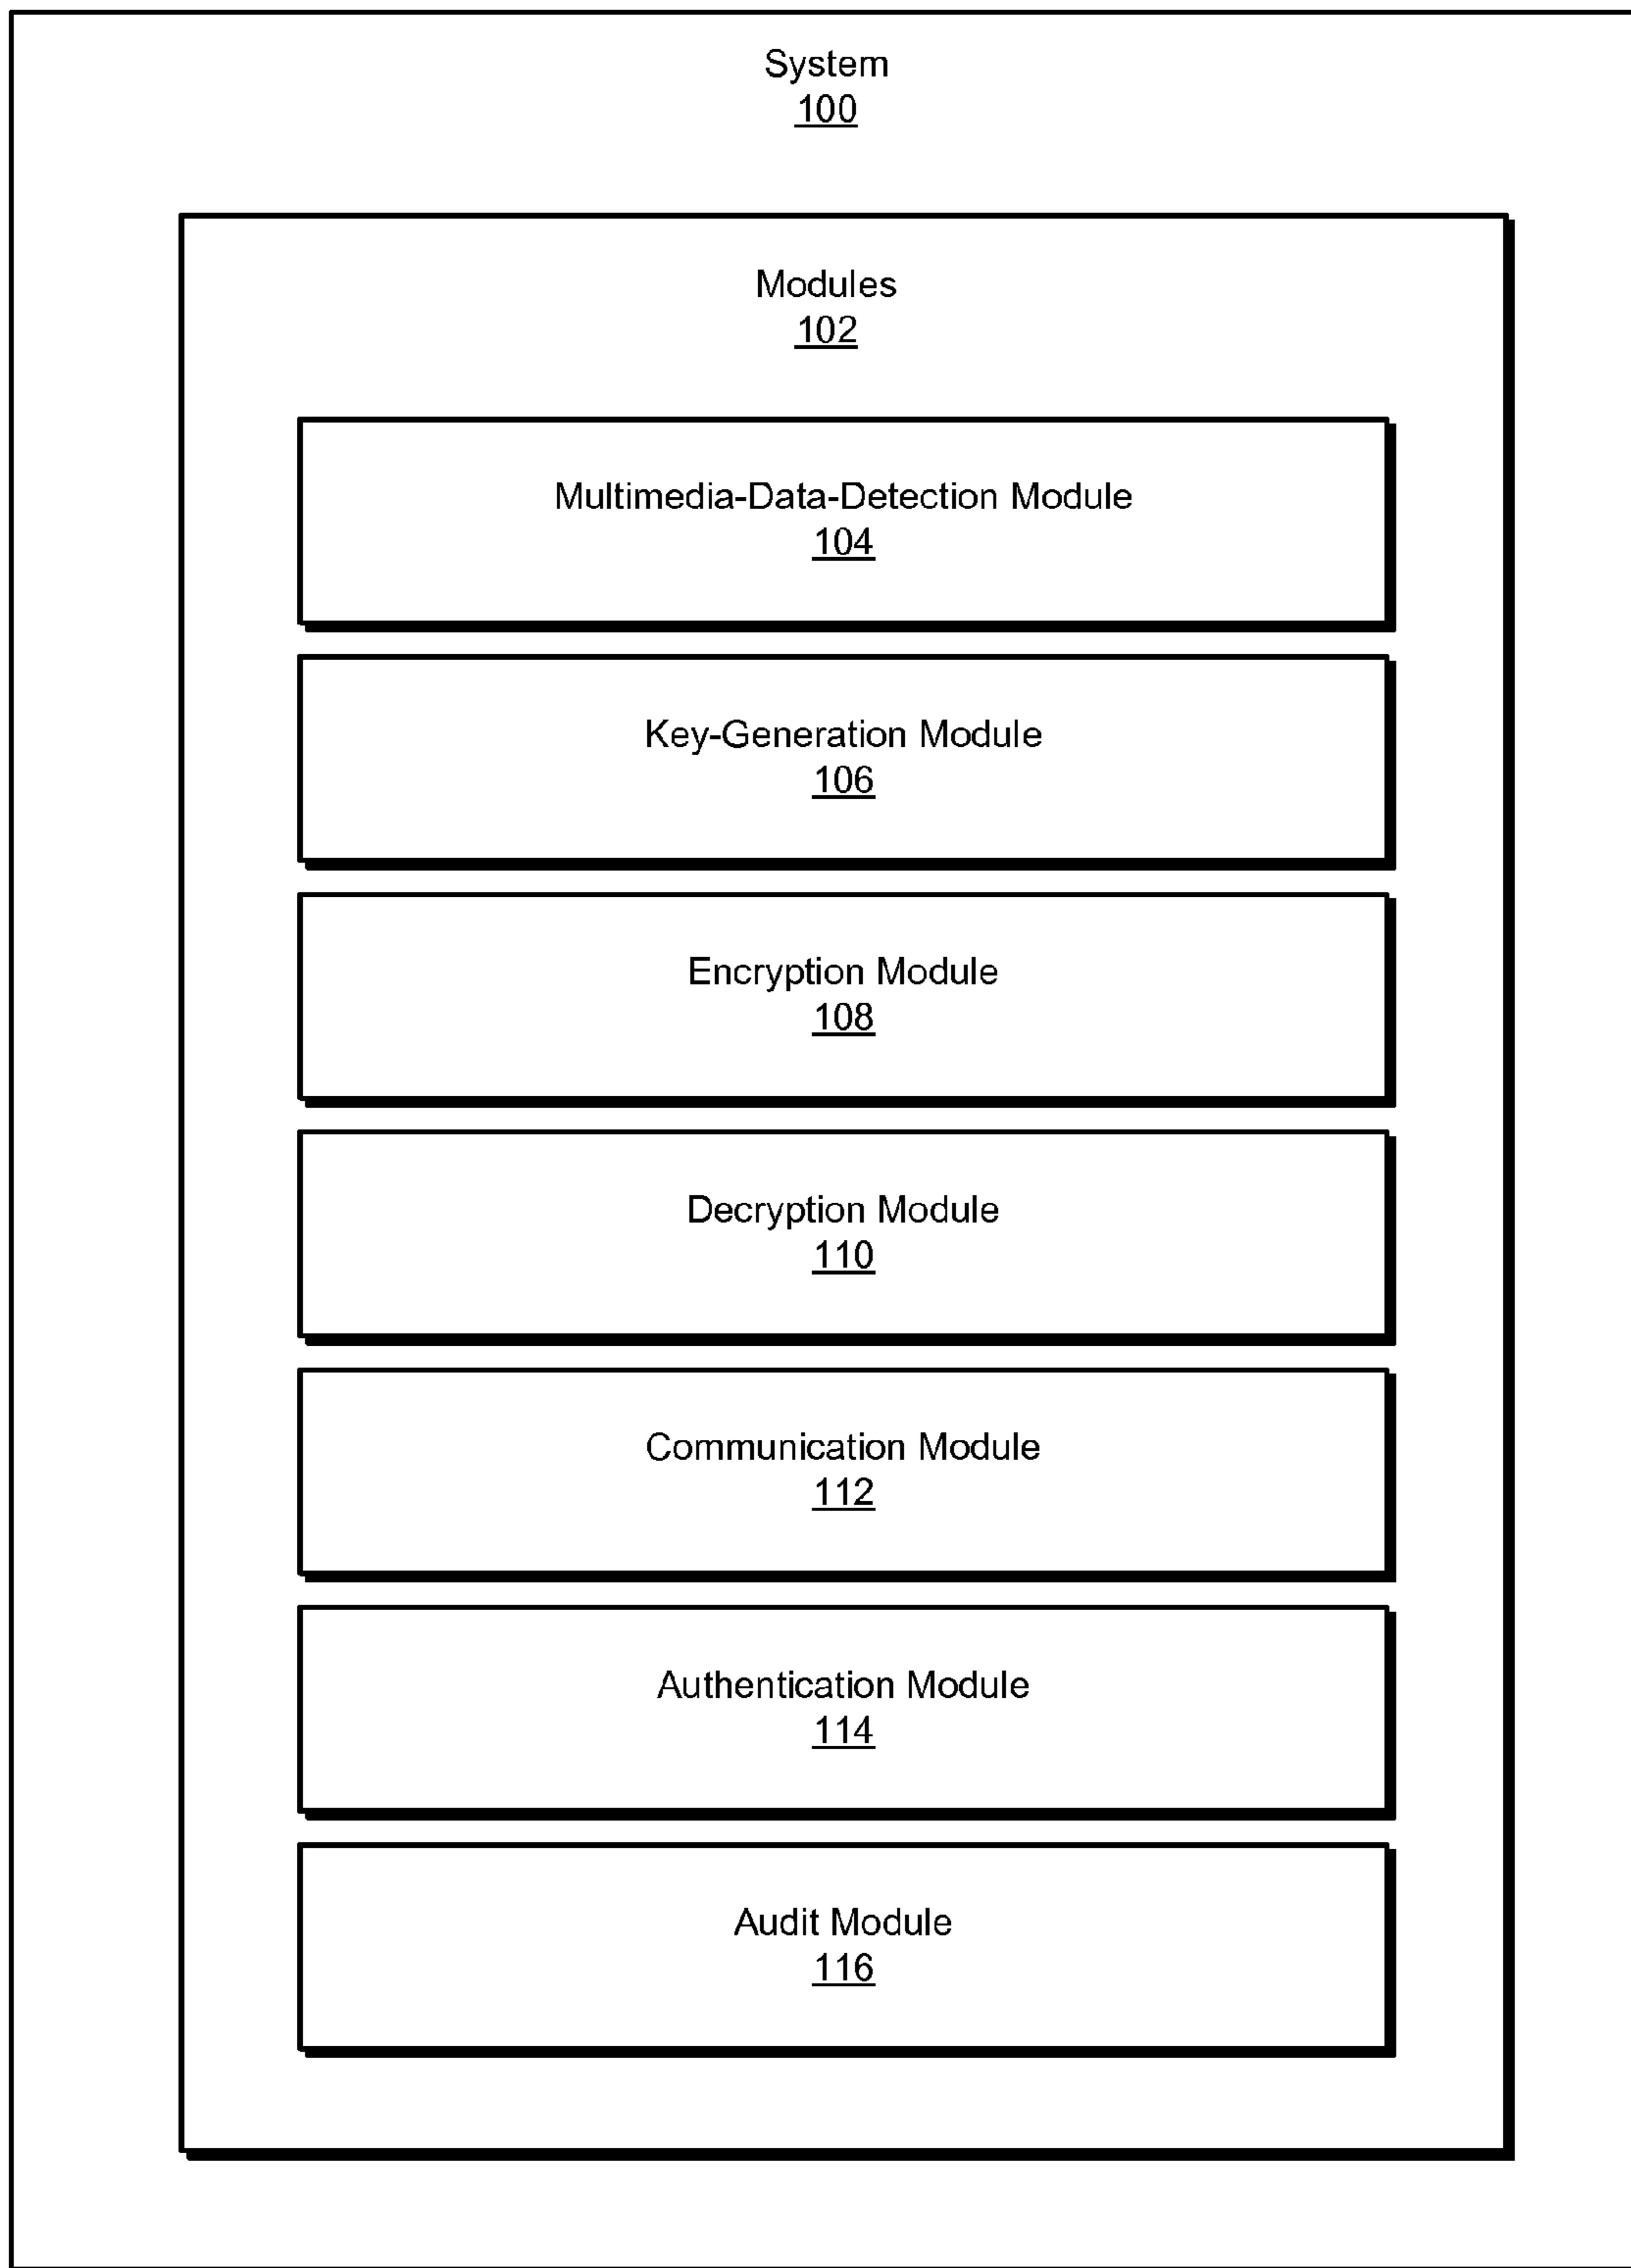 System
100
Modules
102
Multimedia-Data-Detection Module
104
Key-Generation Module
106
Encryption Module
108
Decryption Module
110
Communication Module
112
Authentication Module
114
Audit Module
116